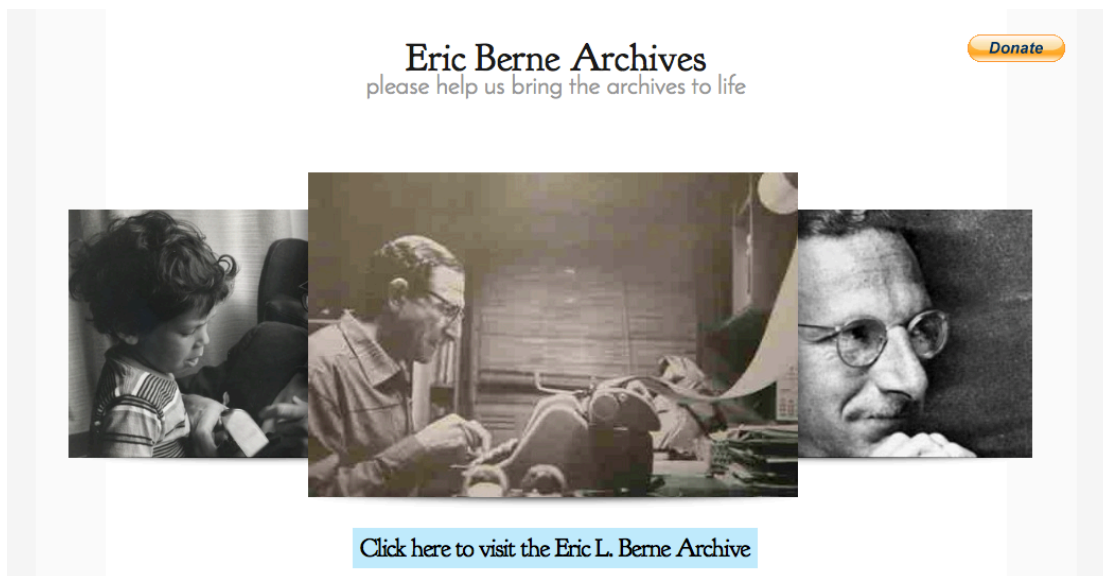 Eric Berne Archives
please help us bring the archives to life
Donate
Click here to visit the Eric L. Berne Archive